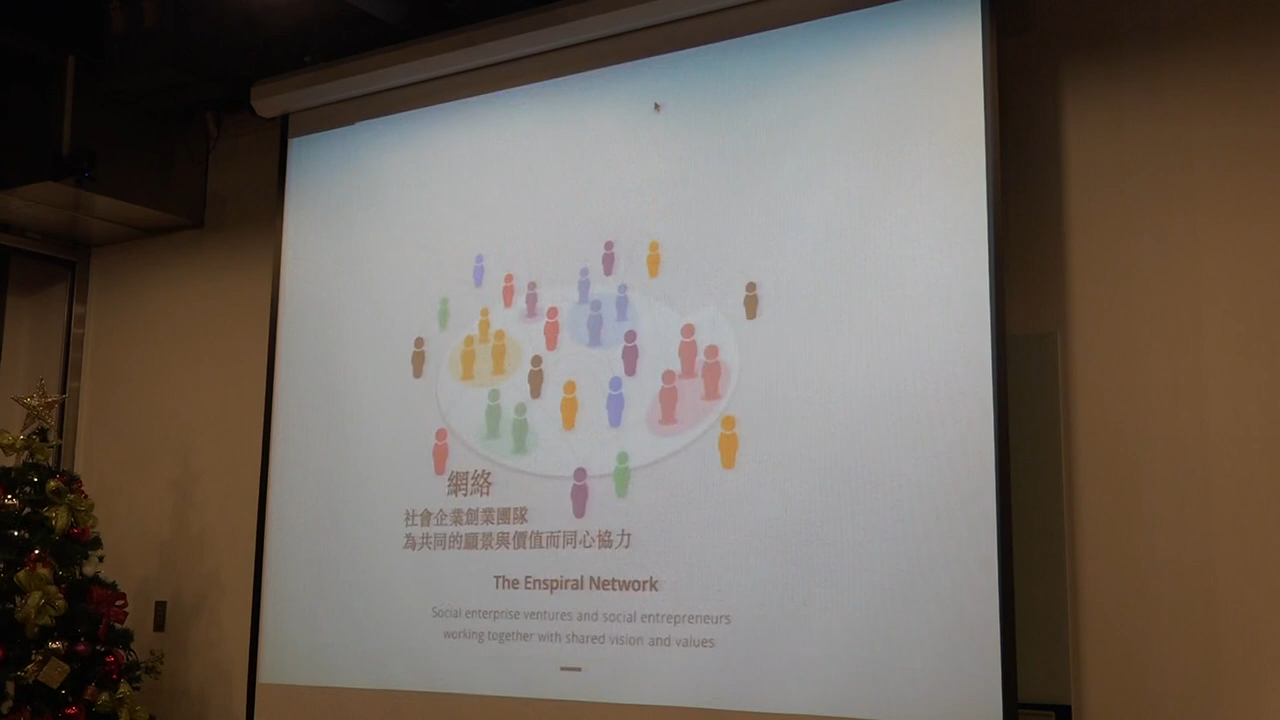 網絡
社會企業創業團隊
為共同的願景與價值而同心協力
The Enspiral Network
Social enterprise ventures and social entrepreneurs
working together with shared vision and values